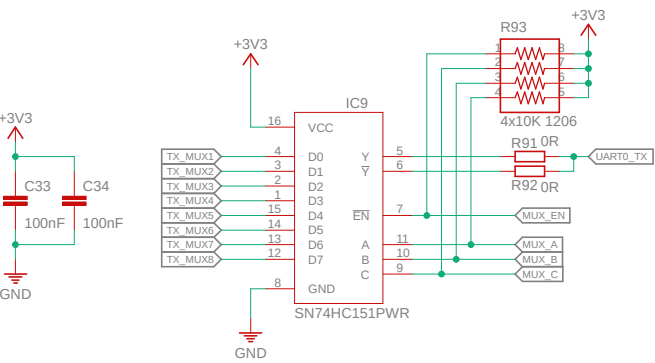 +3V3
R93
+3V3
1 8
2 7
3 6
4 5
4x10K 1206
IC9
16 VCC
+3V3
C33
C34
100nF
100nF
GND
TX_MUX1 4 D0
TX_MUX2 3 D1
TX_MUX3 2 D2
TX_MUX4 1 D3
TX_MUX5 15 D4
TX_MUX6 14 D5
TX_MUX7 13 D6
TX_MUX8 12 D7
8 GND
Y 5
Y 6
EN 7
A 11
B 10
C 9
R91 0R
R92 0R
UART0_TX
MUX_EN
MUX_A
MUX_B
MUX_C
SN74HC151PWR
GND